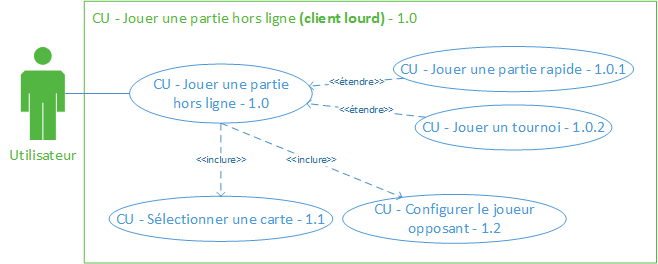 CU - Jouer une partie hors ligne (client lourd) - 1.0
CU - Jouer une partie
hors ligne - 1.0
<<étendre>>
CU - Jouer une partie rapide - 1.0.1
<<étendre>>
CU - Jouer un tournoi - 1.0.2
Utilisateur
<<inclure>>
<<inclure>>
CU - Sélectionner une carte - 1.1
CU - Configurer le joueur
opposant - 1.2